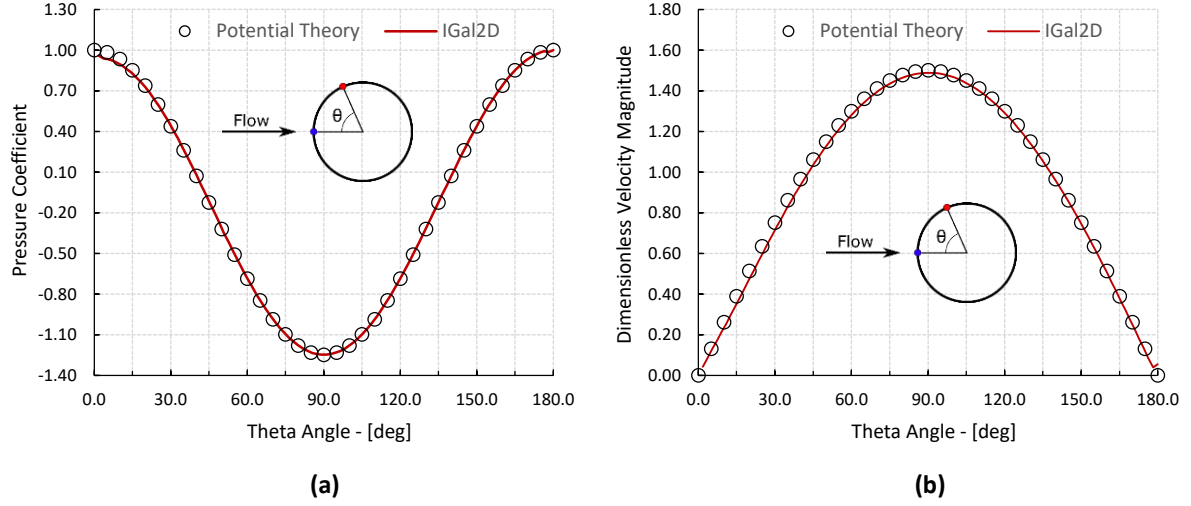 Potential Theory IGal2D
1.30
1.00
0.70
0.40
0.10
-0.20
-0.50
-0.80
-1.10
-1.40
Pressure Coefficient
Flow
θ
0.0 30.0 60.0 90.0 120.0 150.0 180.0
Theta Angle - [deg]
(a)
Potential Theory IGal2D
1.80
1.60
1.40
1.20
1.00
0.80
0.60
0.40
0.20
0.00
Dimensionless Velocity Magnitude
Flow
θ
0.0 30.0 60.0 90.0 120.0 150.0 180.0
Theta Angle - [deg]
(b)